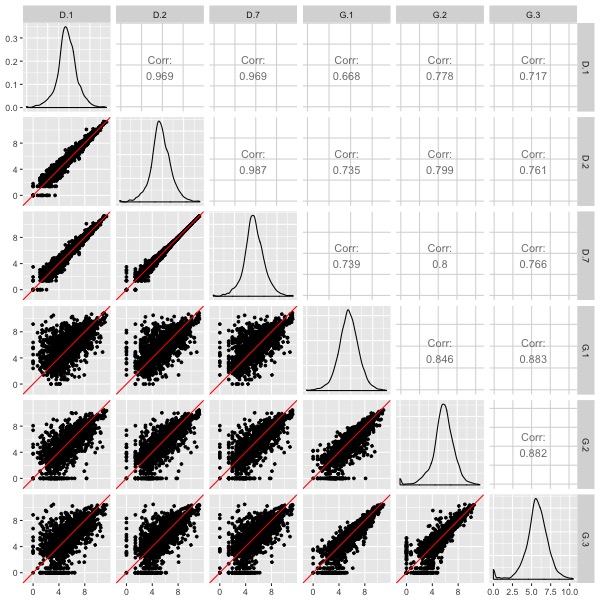 D.1 D.2 D.7 G.1 G.2 G.3
0.3
0.2
0.1
0.0
Corr:
0.969
Corr:
0.969
Corr:
0.668
Corr:
0.778
Corr:
0.717
D.1
8
4
0
Corr:
0.987
Corr:
0.735
Corr:
0.799
Corr:
0.761
D.2
8
4
0
Corr:
0.739
Corr:
0.8
Corr:
0.766
D.7
8
4
0
Corr:
0.846
Corr:
0.883
G.1
8
4
0
Corr:
0.882
G.2
8
4
0
G.3
0 4 8 0 4 8 0 4 8 0 4 8 0 4 8 0.0 2.5 5.0 7.5 10.0